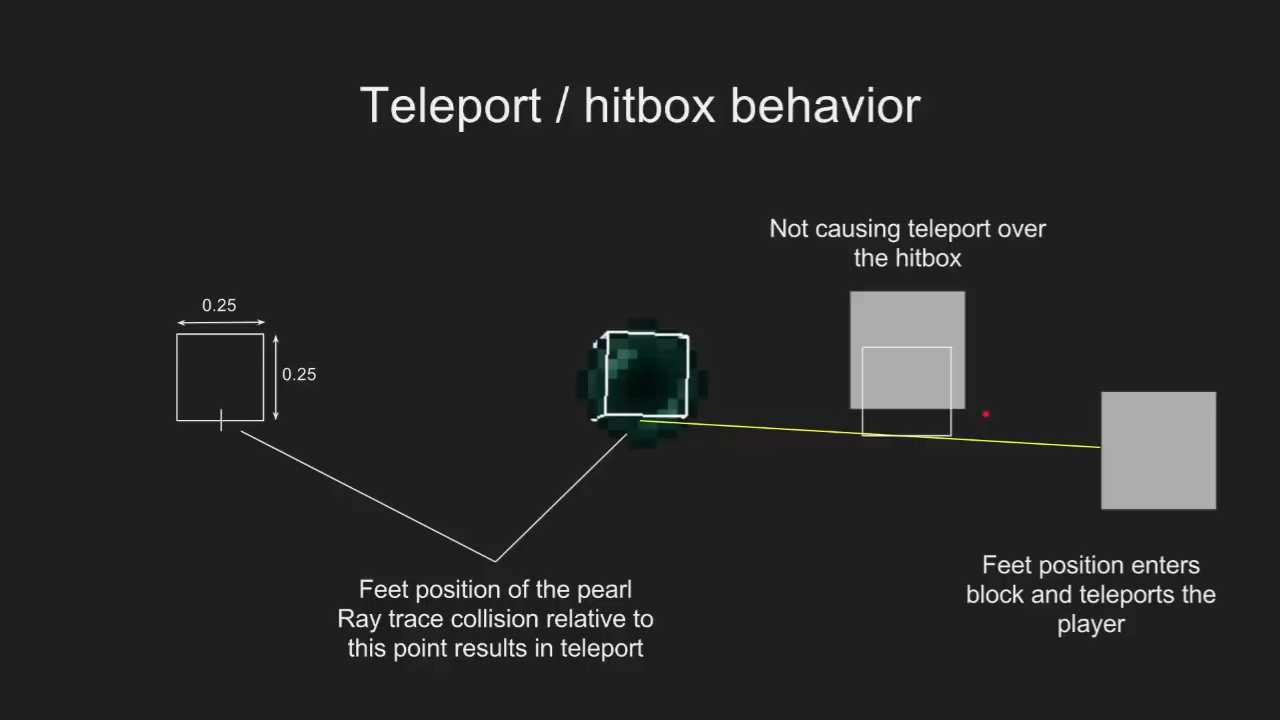 Teleport / hitbox behavior
Not causing teleport over
the hitbox
0.25
0.25
Feet position of the pearl
Ray trace collision relative to
this point results in teleport
Feet position enters
block and teleports the
player